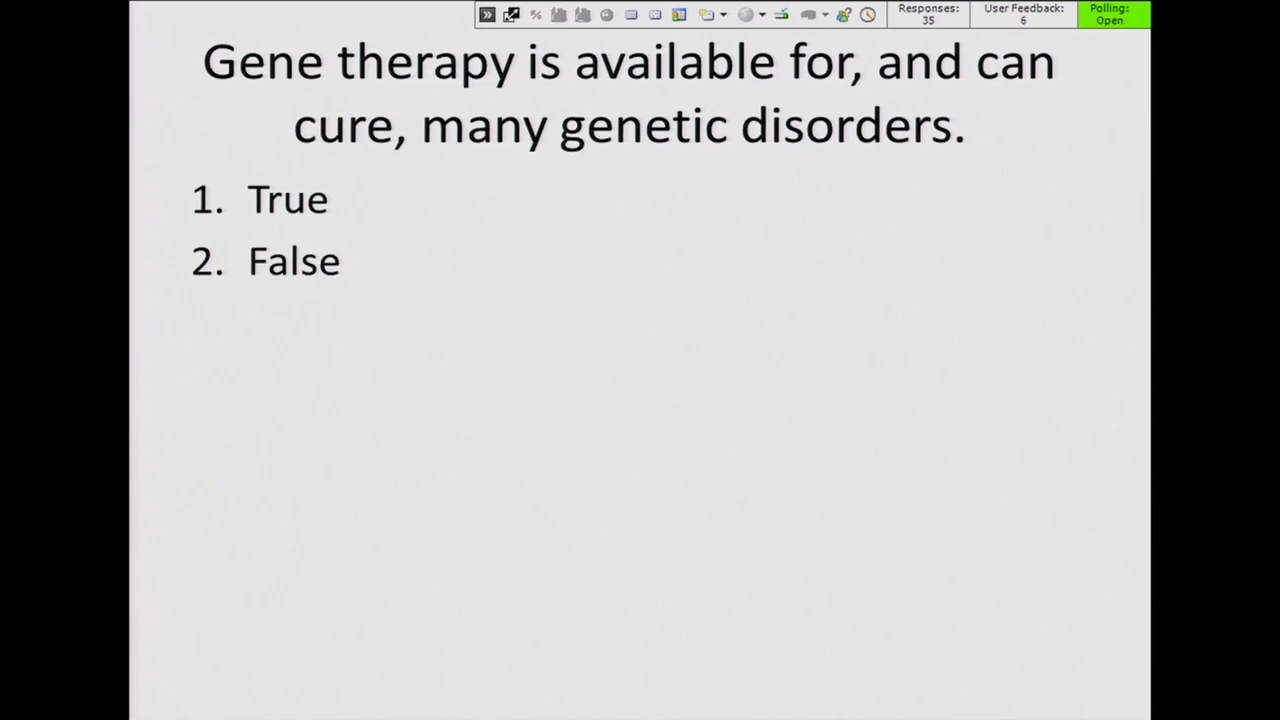 Responses: User Feedback: Polling:
35 6 Open
Gene therapy is available for, and can
cure, many genetic disorders.
1. True
2. False